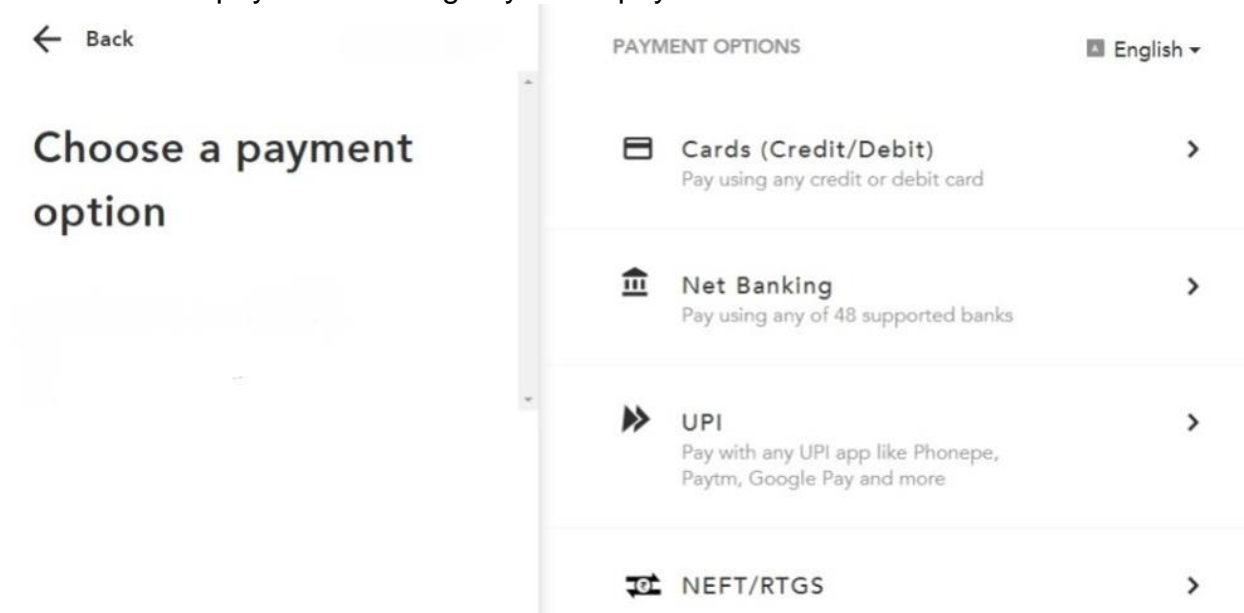 Back
Choose a payment
option
PAYMENT OPTIONS
English
Cards (Credit/Debit)
Pay using any credit or debit card
Net Banking
Pay using any of 48 supported banks
UPI
Pay with any UPI app like Phonepe,
Paytm, Google Pay and more
NEFT/RTGS